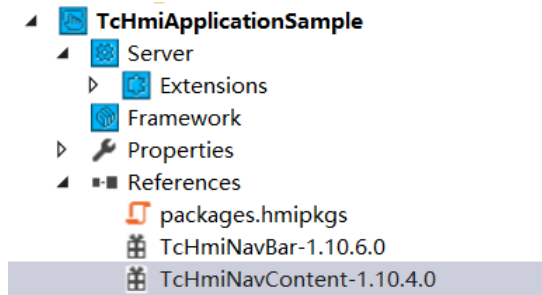 TcHmiApplicationSample
Server
Extensions
Framework
Properties
References
packages.hmipkgs
TcHmiNavBar-1.10.6.0
TcHmiNavContent-1.10.4.0